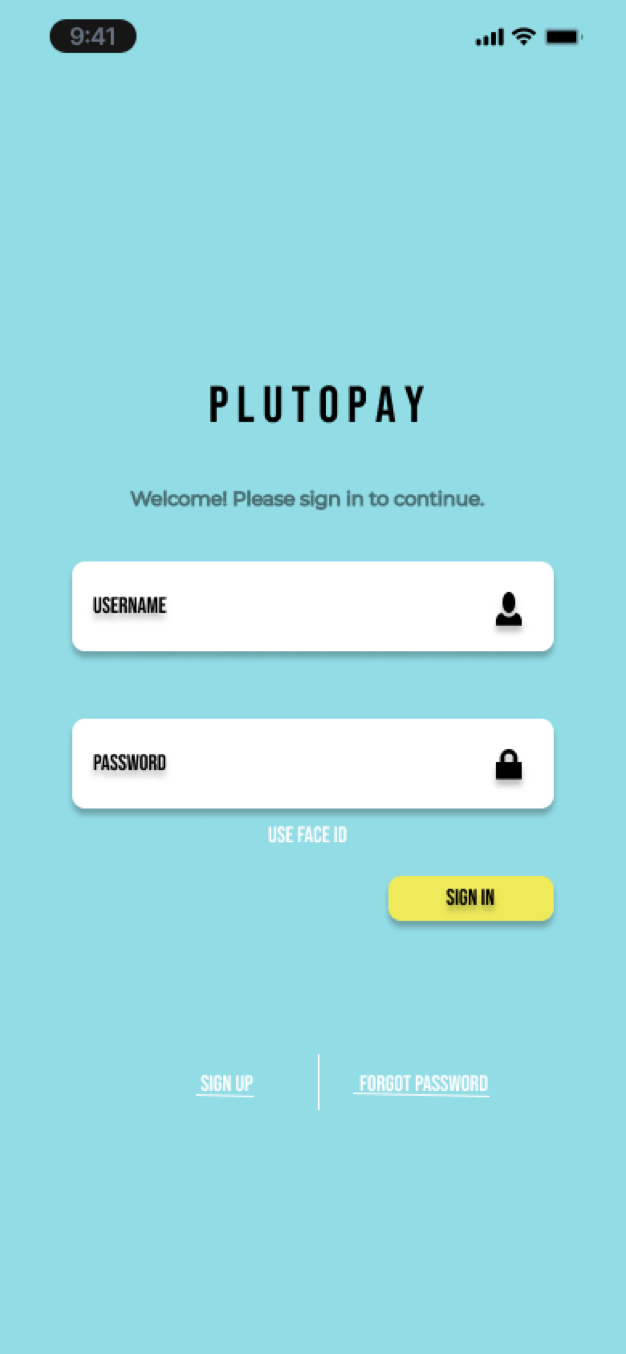 9:41
PLUTOPAY
Welcome! Please sign in to continue.
USERNAME
PASSWORD
USE FACE ID
SIGN IN
SIGN UP
FORGOT PASSWORD